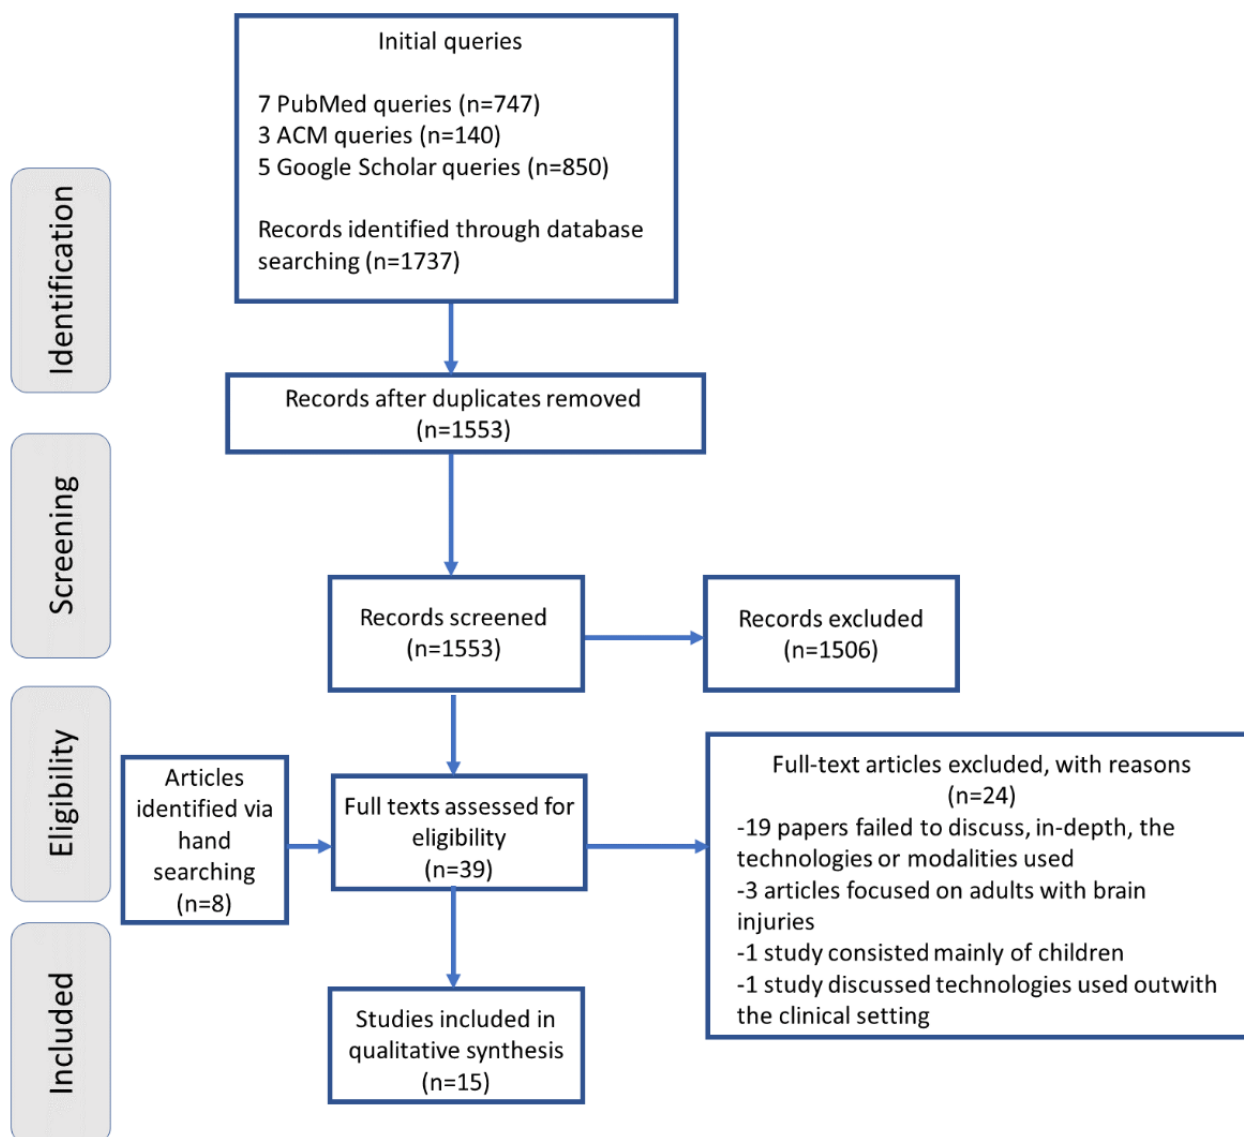 Initial queries
7 PubMed queries (n=747)
3 ACM queries (n=140)
5 Google Scholar queries (n=850)
Records identified through database
searching (n=1737)
Identification
Records after duplicates removed
(n=1553)
Screening
Records screened
(n=1553)
Records excluded
(n=1506)
Eligibility
Articles
identified via
hand
searching
(n=8)
Full texts assessed for
eligibility
(n=39)
Full-text articles excluded, with reasons
(n=24)
-19 papers failed to discuss, in-depth, the
technologies or modalities used
-3 articles focused on adults with brain
injuries
-1 study consisted mainly of children
-1 study discussed technologies used outwith
the clinical setting
Included
Studies included in
qualitative synthesis
(n=15)